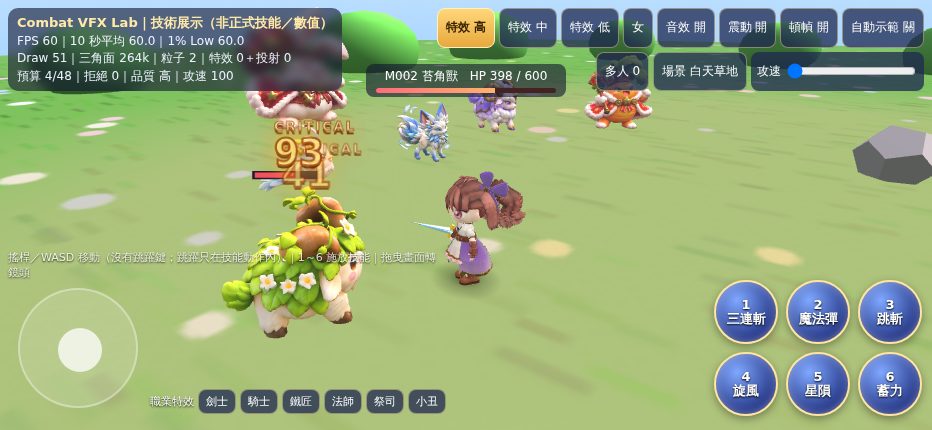 Combat VFX Lab｜技術展示（非正式技能／數值）
FPS 60｜10 秒平均 60.0｜1% Low 60.0
Draw 51｜三角面 264k｜粒子 2｜特效 0＋投射 0
預算 4/48｜拒絕 0｜品質 高｜攻速 100
特效 高
特效 中
特效 低
女
音效 開
震動 開
頓幀 開
自動示範 關
多人 0
場景 白天草地
攻速
M002 苔角獸 HP 398 / 600
CRITICAL
93
41
搖桿／WASD 移動（沒有跳躍鍵；跳躍只在技能動作內）｜1～6 施放技能｜拖曳畫面轉
鏡頭
1
三連斬
2
魔法彈
3
跳斬
4
旋風
5
星隕
6
蓄力
職業特效
劍士
騎士
鐵匠
法師
祭司
小丑